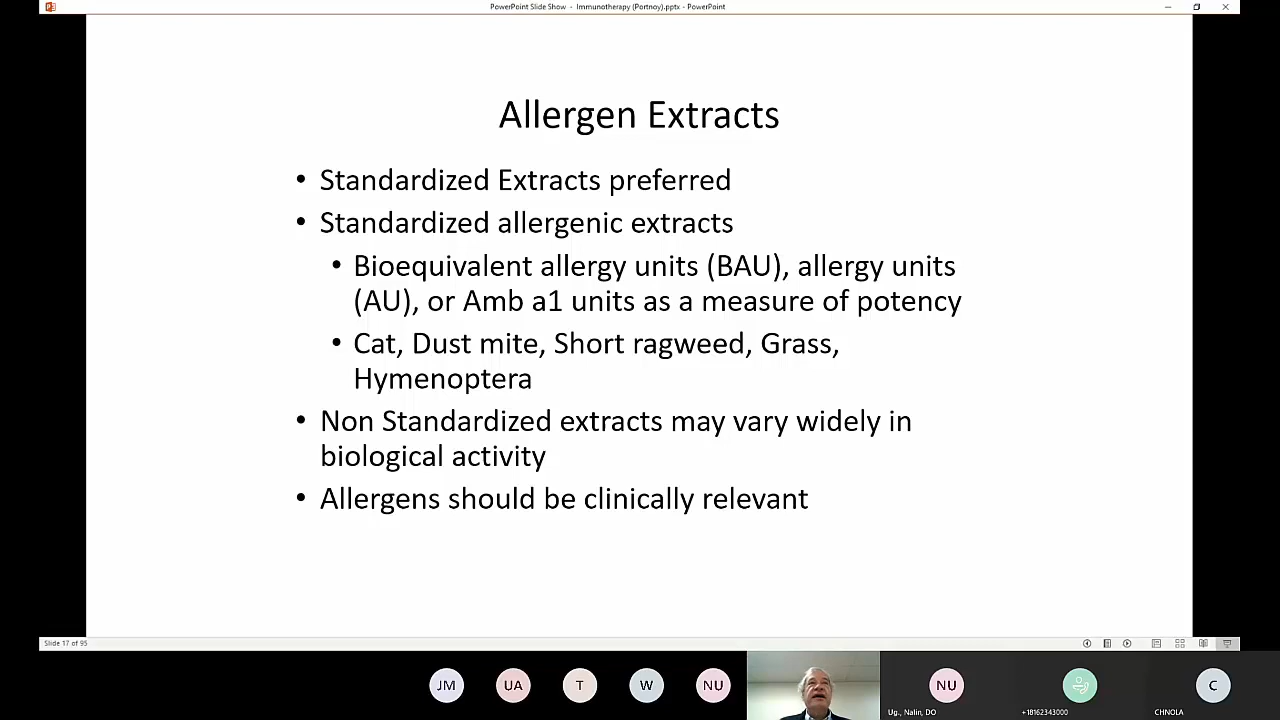 PowerPoint Slide Show - Immunotherapy (Portnoy).pptx - PowerPoint
Allergen Extracts
• Standardized Extracts preferred
• Standardized allergenic extracts
• Bioequivalent allergy units (BAU), allergy units
(AU), or Amb a1 units as a measure of potency
• Cat, Dust mite, Short ragweed, Grass,
Hymenoptera
• Non Standardized extracts may vary widely in
biological activity
• Allergens should be clinically relevant
Slide 17 of 95
JM
UA
T
W
NU
NU
C
Ug., Nalin, DO
+18162343000
CHNOLA